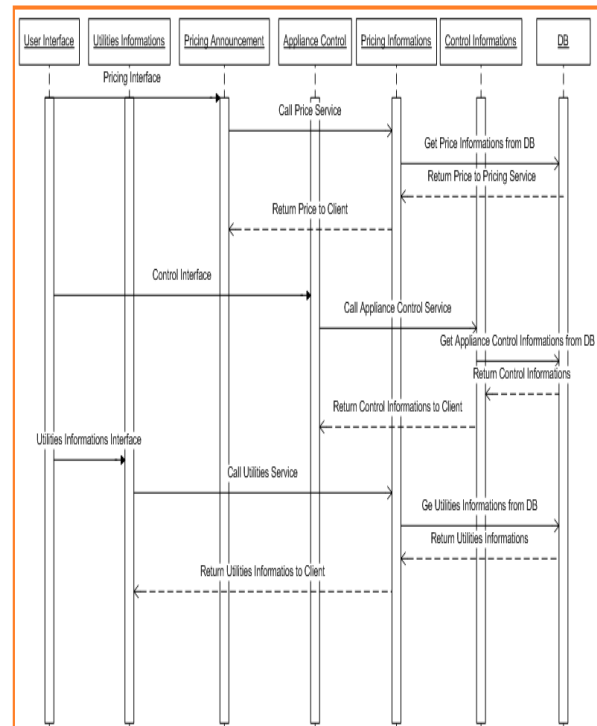 User Interface
Utilities Informations
Pricing Announcement
Appliance Control
Pricing Informations
Control Informations
DB
Pricing Interface
Call Price Service
Get Price Informations from DB
Return Price to Pricing Service
Return Price to Client
Control Interface
Call Appliance Control Service
Get Appliance Control Informations from DB
Return Control Informations
Return Control Informations to Client
Utilities Informations Interface
Call Utilities Service
Ge Utilities Informations from DB
Return Utilities Informations
Return Utilities Informatios to Client